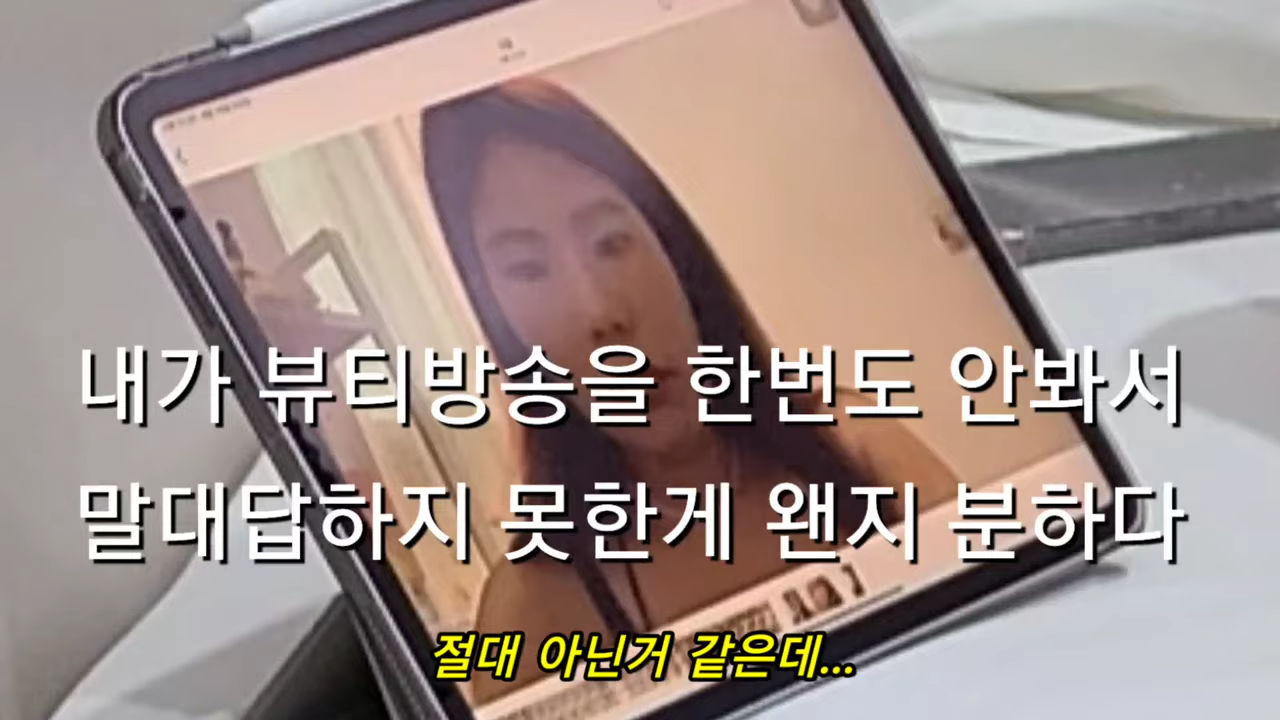 내가 뷰티방송을 한번도 안봐서
말대답하지 못한게 왠지 분하다
절대 아닌거 같은데...